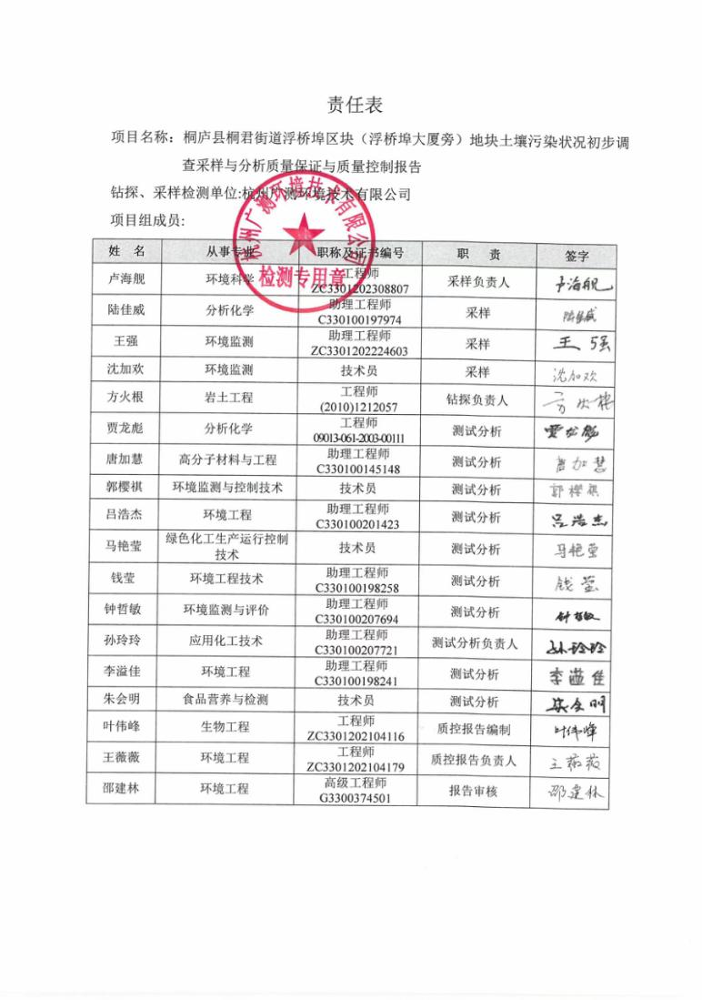 责任表
项目名称：桐庐县桐君街道浮桥埠区块（浮桥埠大厦旁）地块土壤污染状况初步调
查采样与分析质量保证与质量控制报告
钻探、采样检测单位:杭州广测环境技术有限公司
项目组成员:
杭州广测环境技术有限公司
检测专用章
姓 名 从事专业 职称及证书编号 职 责 签字
卢海舰 环境科学 工程师 ZC3301202308807 采样负责人 卢海舰
陆佳威 分析化学 助理工程师 C330100197974 采样 陆佳威
王强 环境监测 助理工程师 ZC3301202224603 采样 王强
沈加欢 环境监测 技术员 采样 沈加欢
方火根 岩土工程 工程师 (2010)1212057 钻探负责人 方火根
贾龙彪 分析化学 工程师 09013-061-2003-00111 测试分析 贾龙彪
唐加慧 高分子材料与工程 助理工程师 C330100145148 测试分析 唐加慧
郭樱祺 环境监测与控制技术 技术员 测试分析 郭樱祺
吕浩杰 环境工程 助理工程师 C330100201423 测试分析 吕浩杰
马艳莹 绿色化工生产运行控制技术 技术员 测试分析 马艳莹
钱莹 环境工程技术 助理工程师 C330100198258 测试分析 钱莹
钟哲敏 环境监测与评价 助理工程师 C330100207694 测试分析 钟哲敏
孙玲玲 应用化工技术 助理工程师 C330100207721 测试分析负责人 孙玲玲
李溢佳 环境工程 助理工程师 C330100198241 测试分析 李溢佳
朱会明 食品营养与检测 技术员 测试分析 朱会明
叶伟峰 生物工程 工程师 ZC3301202104116 质控报告编制 叶伟峰
王薇薇 环境工程 工程师 ZC3301202104179 质控报告负责人 王薇薇
邵建林 环境工程 高级工程师 G3300374501 报告审核 邵建林